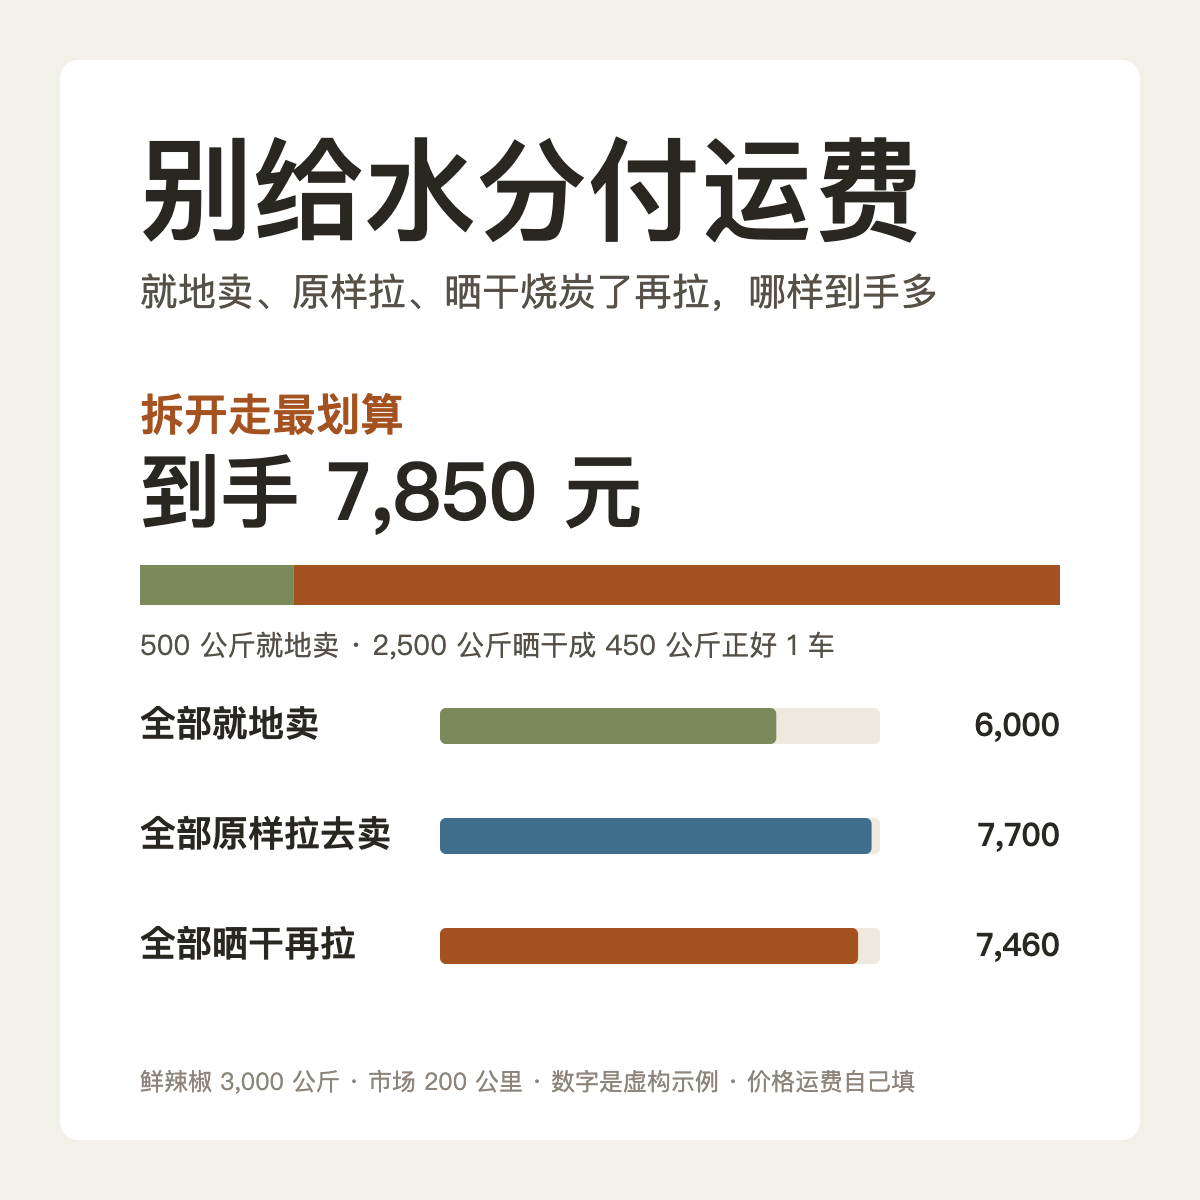 别给水分付运费
就地卖、原样拉、晒干烧炭了再拉，哪样到手多
拆开走最划算
到手 7,850 元
500 公斤就地卖 · 2,500 公斤晒干成 450 公斤正好 1 车
全部就地卖 6,000
全部原样拉去卖 7,700
全部晒干再拉 7,460
鲜辣椒 3,000 公斤 · 市场 200 公里 · 数字是虚构示例 · 价格运费自己填